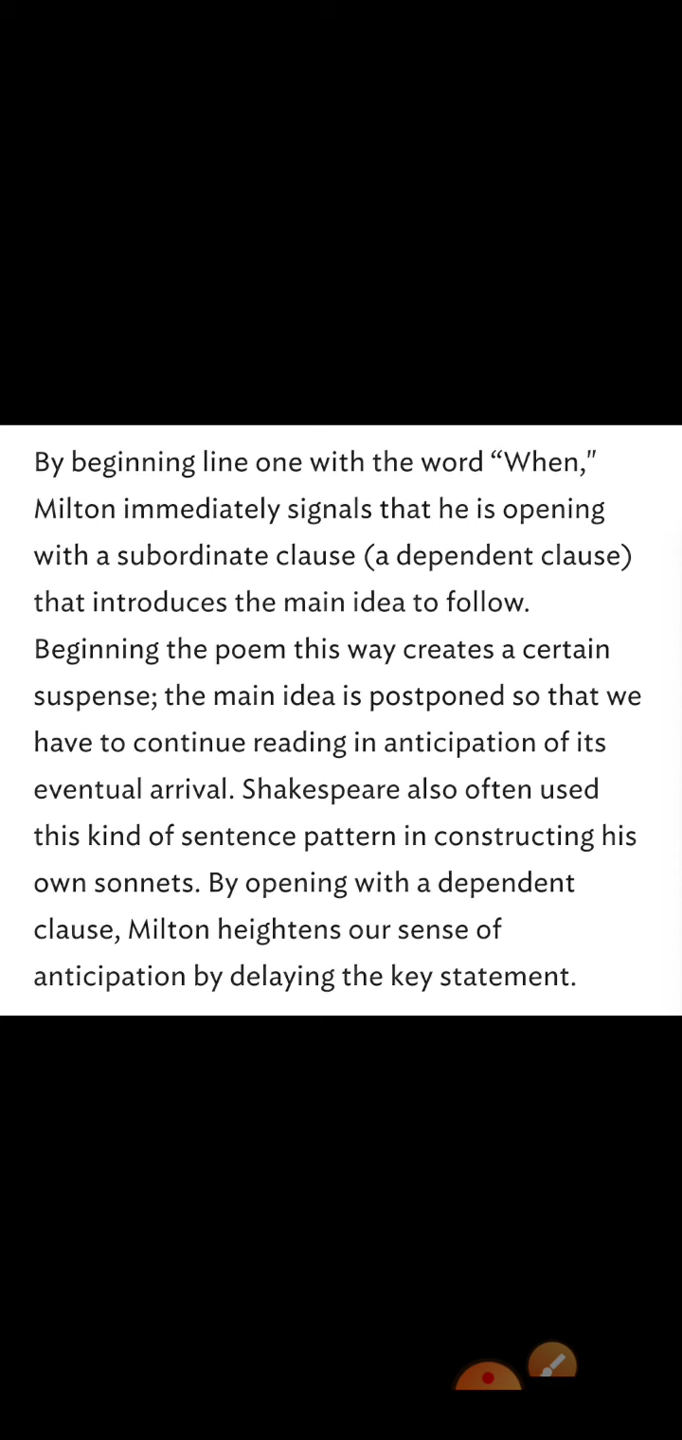 By beginning line one with the word “When,"
Milton immediately signals that he is opening
with a subordinate clause (a dependent clause)
that introduces the main idea to follow.
Beginning the poem this way creates a certain
suspense; the main idea is postponed so that we
have to continue reading in anticipation of its
eventual arrival. Shakespeare also often used
this kind of sentence pattern in constructing his
own sonnets. By opening with a dependent
clause, Milton heightens our sense of
anticipation by delaying the key statement.